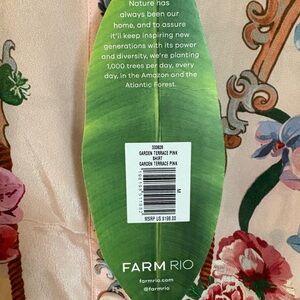 Nature has
always been our
home, and to assure
it'll keep inspiring new
generations with its power
and diversity, we're planting
1,000 trees per day, every
day, in the Amazon and the
Atlantic Forest.
GARDEN TERRACE PINK
SHIRT
GARDEN TERRACE PINK
M
MSRP US $198.00
FARM RIO
farmrio.com
@farmrio